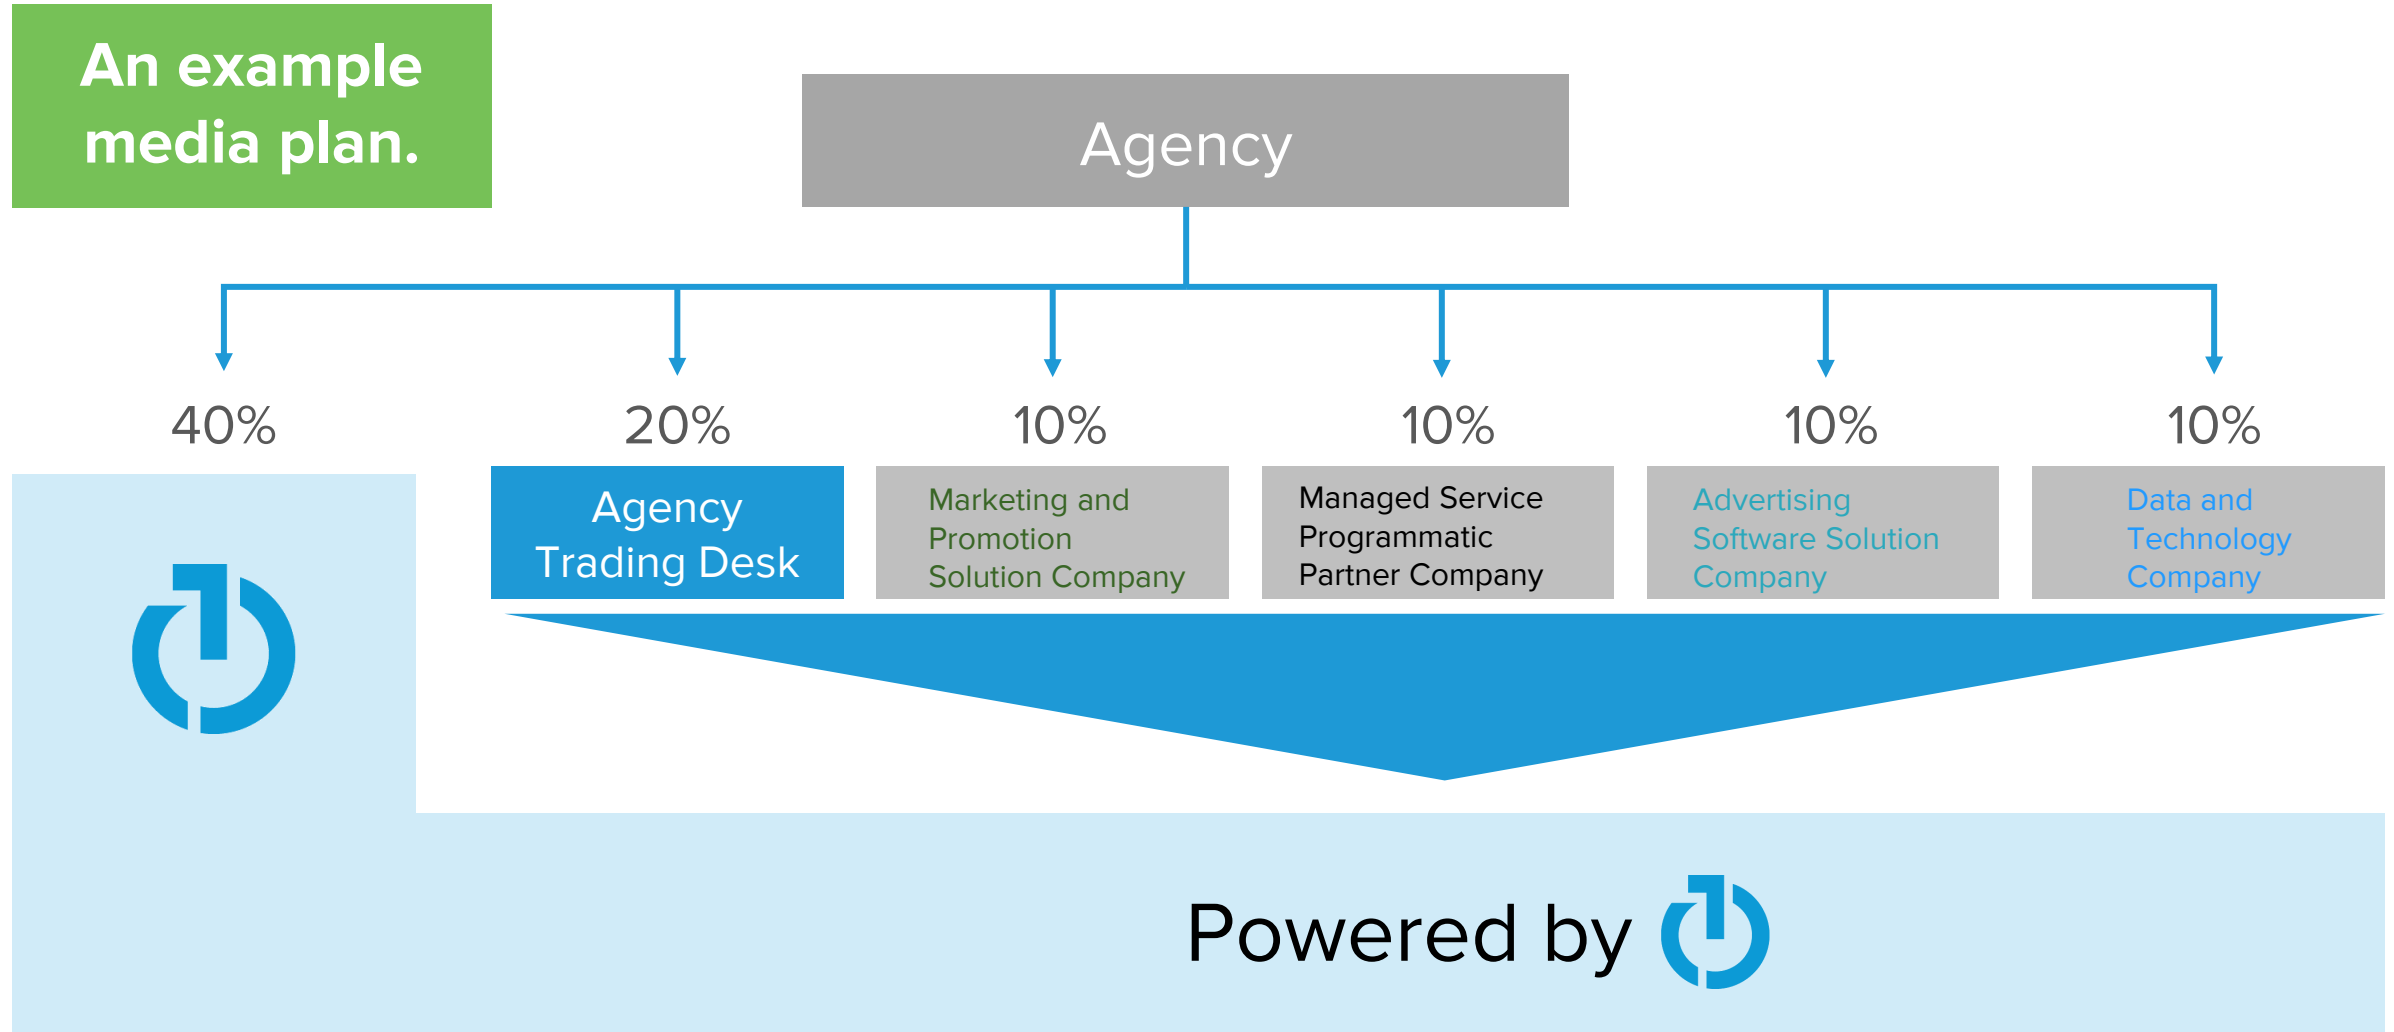 An example
media plan.
Agency
40%
20%
10%
10%
10%
10%
Agency
Trading Desk
Marketing and
Promotion
Solution Company
Managed Service
Programmatic
Partner Company
Advertising
Software Solution
Company
Data and
Technology
Company
Powered by